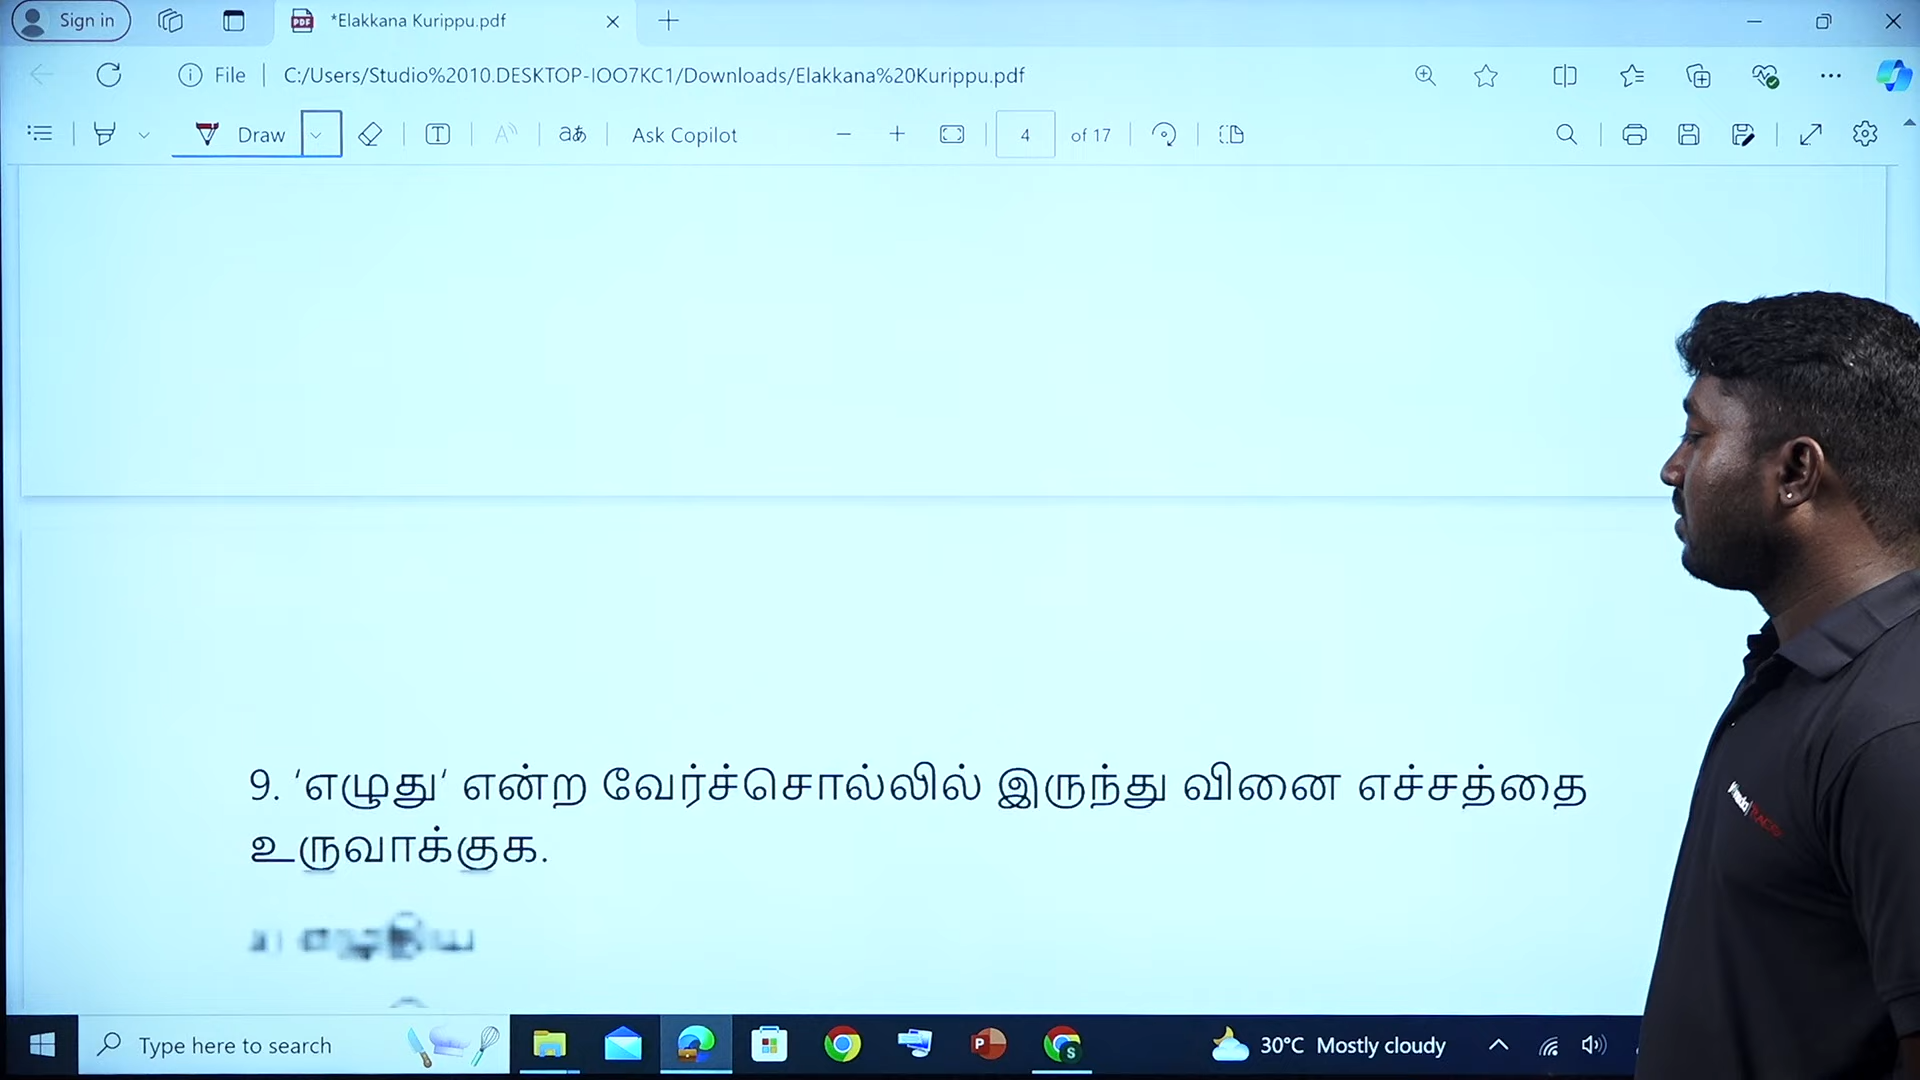 Sign in
*Elakkana Kurippu.pdf
File
C:/Users/Studio%2010.DESKTOP-IOO7KC1/Downloads/Elakkana%20Kurippu.pdf
Draw
Ask Copilot
4 of 17
9. ‘எழுது‘ என்ற வேர்ச்சொல்லில் இருந்து வினை எச்சத்தை
உருவாக்குக.
a) எழுதிய
Type here to search
30°C Mostly cloudy